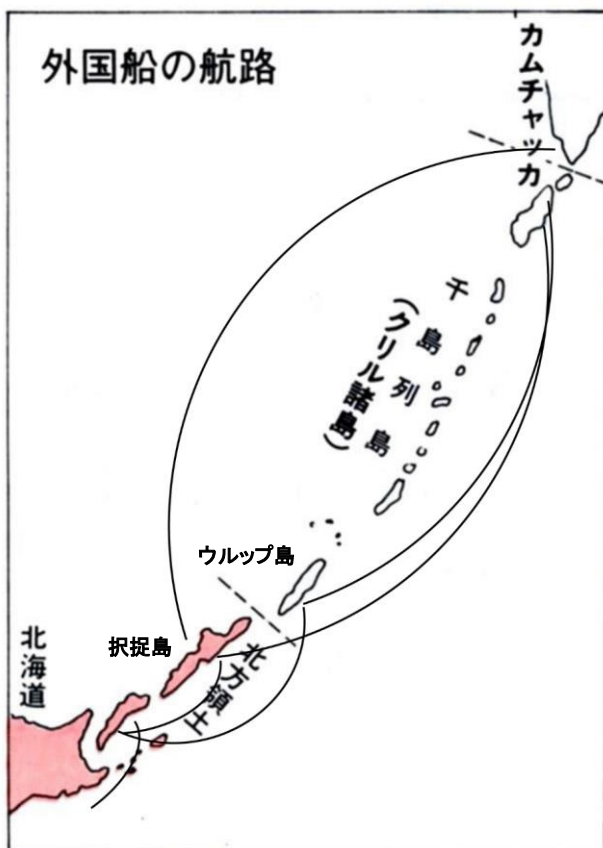 外国船の航路
カムチャッカ
千島列島
(クリル諸島)
ウルップ島
択捉島
北方領土
北海道